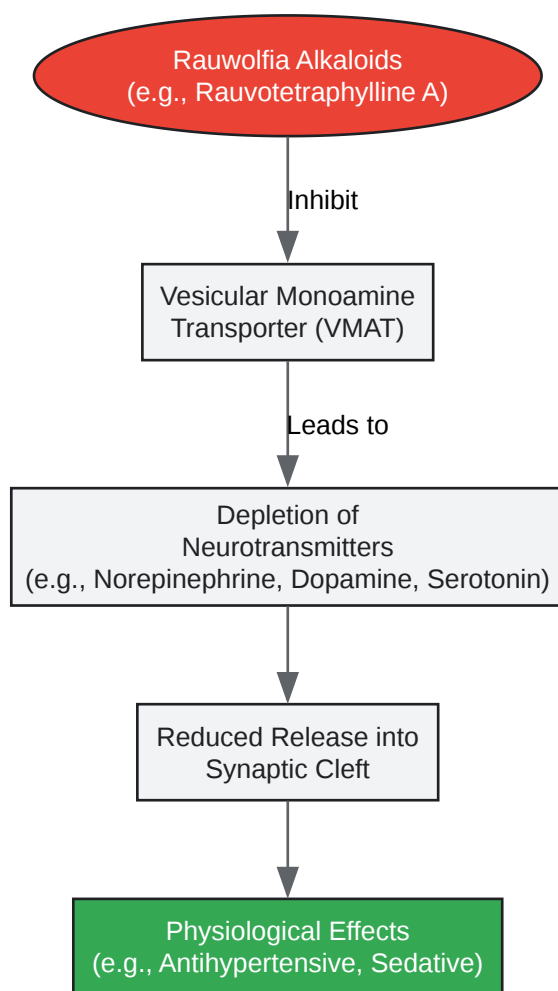 Rauwolfia Alkaloids
(e.g., Rauvotetraphylline A)
Inhibit
Vesicular Monoamine
Transporter (VMAT)
Leads to
Depletion of
Neurotransmitters
(e.g., Norepinephrine, Dopamine, Serotonin)
Reduced Release into
Synaptic Cleft
Physiological Effects
(e.g., Antihypertensive, Sedative)